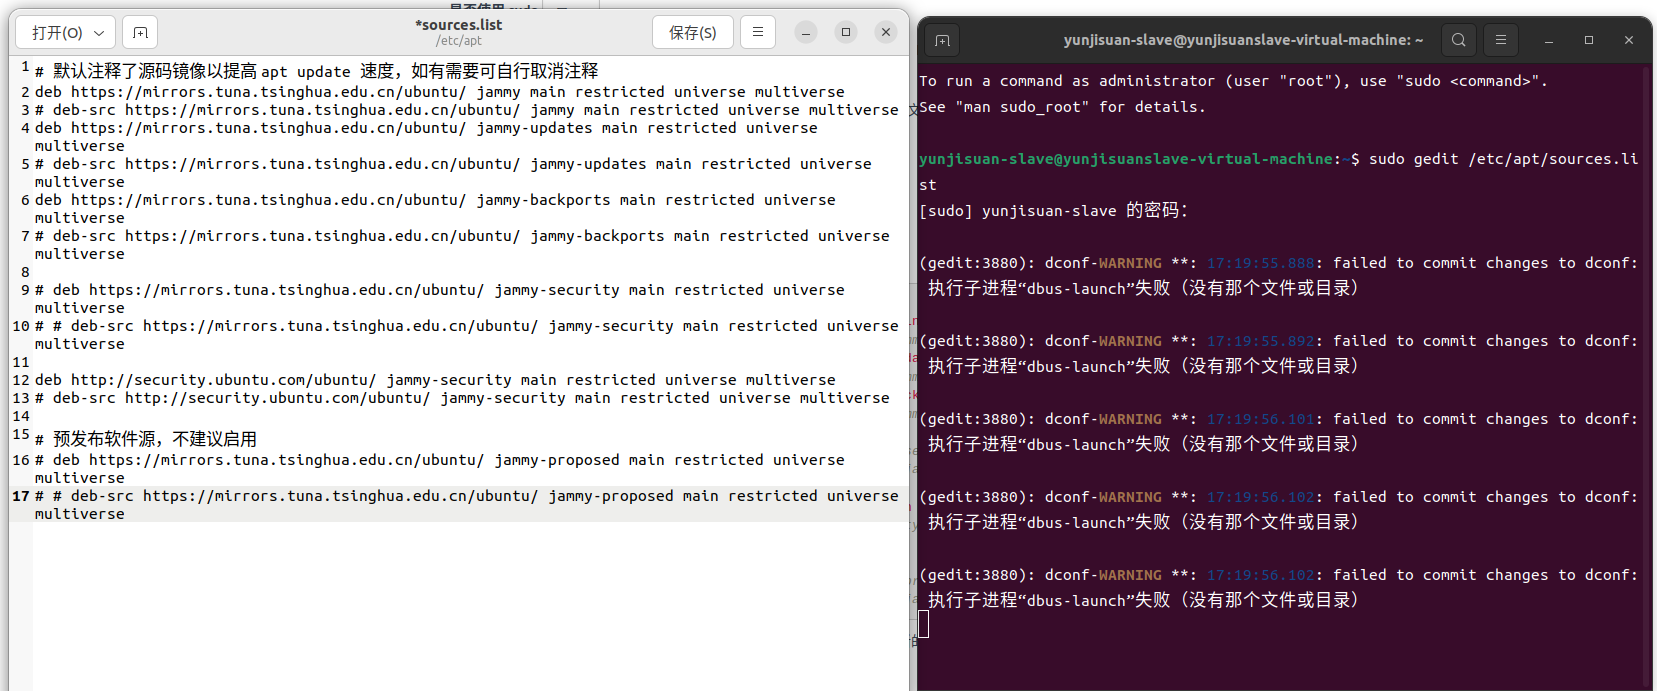 打开(O)
*sources.list
/etc/apt
保存(S)
1 # 默认注释了源码镜像以提高 apt update 速度，如有需要可自行取消注释
2 deb https://mirrors.tuna.tsinghua.edu.cn/ubuntu/ jammy main restricted universe multiverse
3 # deb-src https://mirrors.tuna.tsinghua.edu.cn/ubuntu/ jammy main restricted universe multiverse
4 deb https://mirrors.tuna.tsinghua.edu.cn/ubuntu/ jammy-updates main restricted universe
multiverse
5 # deb-src https://mirrors.tuna.tsinghua.edu.cn/ubuntu/ jammy-updates main restricted universe
multiverse
6 deb https://mirrors.tuna.tsinghua.edu.cn/ubuntu/ jammy-backports main restricted universe
multiverse
7 # deb-src https://mirrors.tuna.tsinghua.edu.cn/ubuntu/ jammy-backports main restricted universe
multiverse
8
9 # deb https://mirrors.tuna.tsinghua.edu.cn/ubuntu/ jammy-security main restricted universe
multiverse
10 # # deb-src https://mirrors.tuna.tsinghua.edu.cn/ubuntu/ jammy-security main restricted universe
multiverse
11
12 deb http://security.ubuntu.com/ubuntu/ jammy-security main restricted universe multiverse
13 # deb-src http://security.ubuntu.com/ubuntu/ jammy-security main restricted universe multiverse
14
15 # 预发布软件源，不建议启用
16 # deb https://mirrors.tuna.tsinghua.edu.cn/ubuntu/ jammy-proposed main restricted universe
multiverse
17 # # deb-src https://mirrors.tuna.tsinghua.edu.cn/ubuntu/ jammy-proposed main restricted universe
multiverse
yunjisuan-slave@yunjisuanslave-virtual-machine: ~
To run a command as administrator (user "root"), use "sudo <command>".
See "man sudo_root" for details.
yunjisuan-slave@yunjisuanslave-virtual-machine:~$ sudo gedit /etc/apt/sources.li
st
[sudo] yunjisuan-slave 的密码：
(gedit:3880): dconf-WARNING **: 17:19:55.888: failed to commit changes to dconf:
执行子进程“dbus-launch”失败（没有那个文件或目录）
(gedit:3880): dconf-WARNING **: 17:19:55.892: failed to commit changes to dconf:
执行子进程“dbus-launch”失败（没有那个文件或目录）
(gedit:3880): dconf-WARNING **: 17:19:56.101: failed to commit changes to dconf:
执行子进程“dbus-launch”失败（没有那个文件或目录）
(gedit:3880): dconf-WARNING **: 17:19:56.102: failed to commit changes to dconf:
执行子进程“dbus-launch”失败（没有那个文件或目录）
(gedit:3880): dconf-WARNING **: 17:19:56.102: failed to commit changes to dconf:
执行子进程“dbus-launch”失败（没有那个文件或目录）